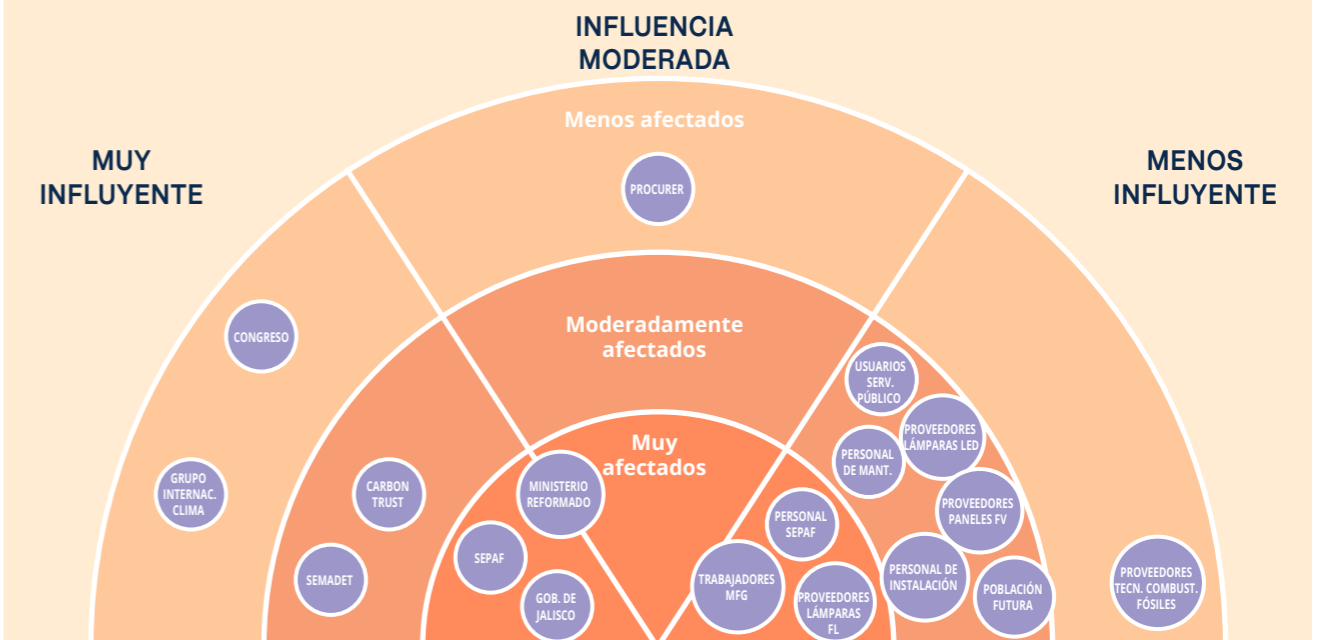 INFLUENCIA
MODERADA
MUY
INFLUYENTE
MENOS
INFLUYENTE
Menos afectados
PROCURER
CONGRESO
Moderadamente
afectados
USUARIOS
SERV.
PÚBLICO
PROVEEDORES
LÁMPARAS LED
PERSONAL
DE MANT.
Muy
afectados
GRUPO
INTERNAC.
CLIMA
CARBON
TRUST
MINISTERIO
REFORMADO
PROVEEDORES
PANELES FV
PERSONAL
SEPAF
SEPAF
SEMADET
GOB. DE
JALISCO
TRABAJADORES
MFG
PROVEEDORES
LÁMPARAS
FL
PERSONAL DE
INSTALACIÓN
POBLACIÓN
FUTURA
PROVEEDORES
TECN. COMBUST.
FÓSILES